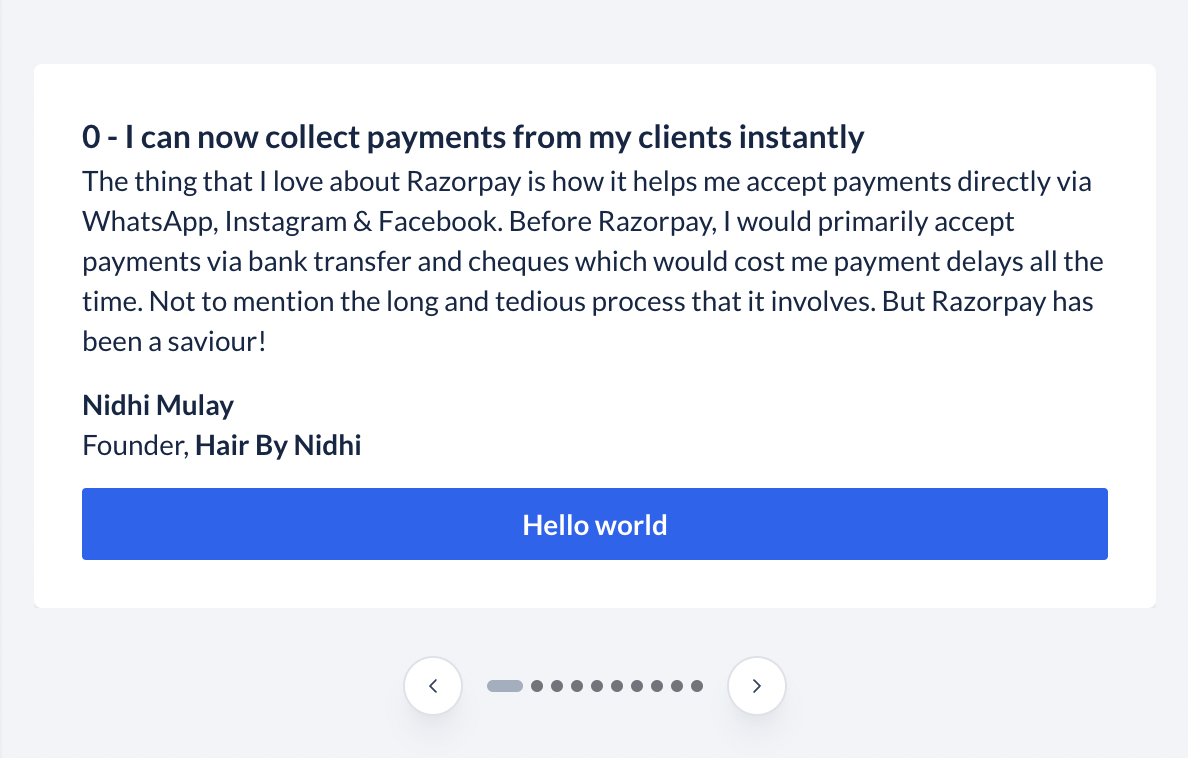 0 - I can now collect payments from my clients instantly
The thing that I love about Razorpay is how it helps me accept payments directly via
WhatsApp, Instagram & Facebook. Before Razorpay, I would primarily accept
payments via bank transfer and cheques which would cost me payment delays all the
time. Not to mention the long and tedious process that it involves. But Razorpay has
been a saviour!
Nidhi Mulay
Founder, Hair By Nidhi
Hello world